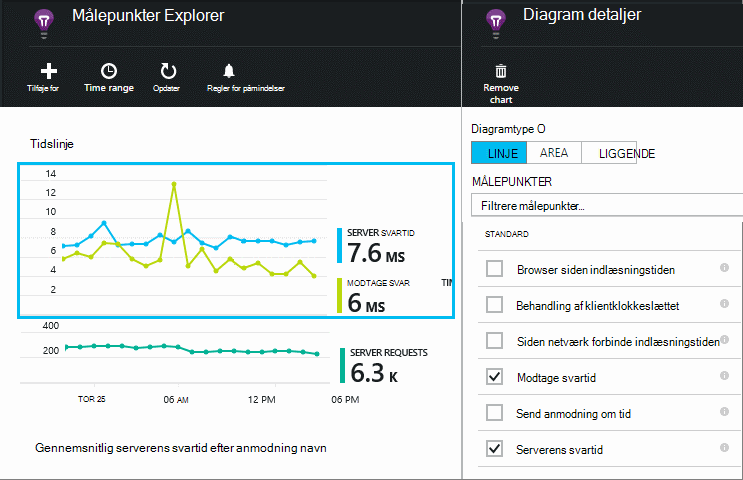 Målepunkter Explorer
Tilføje for
Time range
Opdater
Regler for påmindelser
Tidslinje
14
12
10
8
6
4
2
SERVER SVARTID
7.6 MS
MODTAGE SVAR
6 MS
400
200
SERVER REQUESTS
6.3 K
TOR 25
06 AM
12 PM
06 PM
Gennemsnitlig serverens svartid efter anmodning navn
Diagram detaljer
Remove
chart
Diagramtype O
LINJE
AREA
LIGGENDE
MÅLEPUNKTER
Filtrere målepunkter...
STANDARD
Browser siden indlæsningstiden
Behandling af klientklokkeslættet
Siden netværk forbinde indlæsningstiden
Modtage svartid
Send anmodning om tid
Serverens svartid